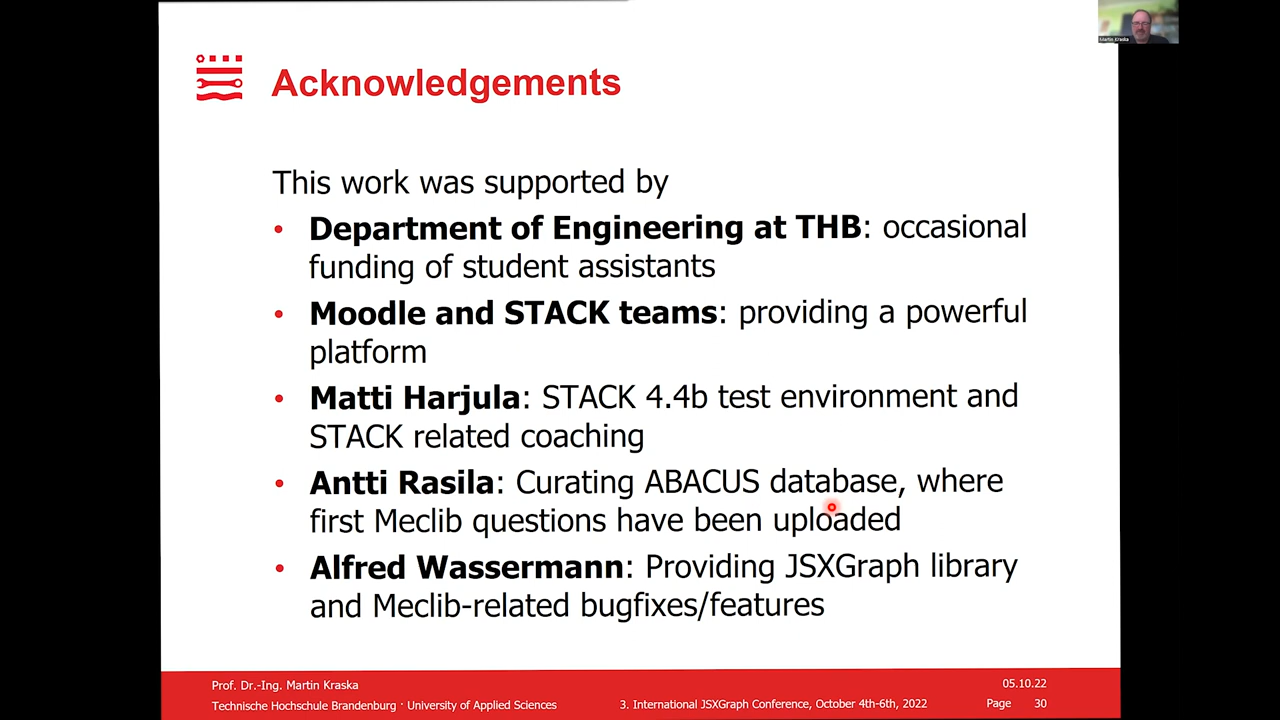 Martin Kraska
Acknowledgements
This work was supported by
• Department of Engineering at THB: occasional
funding of student assistants
• Moodle and STACK teams: providing a powerful
platform
• Matti Harjula: STACK 4.4b test environment and
STACK related coaching
• Antti Rasila: Curating ABACUS database, where
first Meclib questions have been uploaded
• Alfred Wassermann: Providing JSXGraph library
and Meclib-related bugfixes/features
Prof. Dr.-Ing. Martin Kraska
05.10.22
Technische Hochschule Brandenburg · University of Applied Sciences
3. International JSXGraph Conference, October 4th-6th, 2022
Page 30